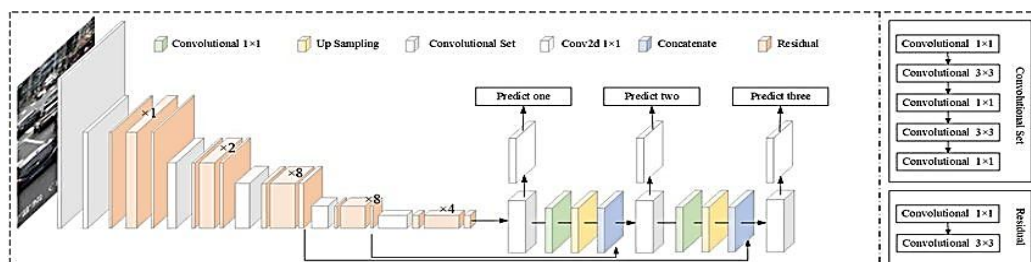 Convolutional 1×1 Up Sampling Convolutional Set Conv2d 1×1 Concatenate Residual
Predict one Predict two Predict three
×1
×2
×8
×8
×4
Convolutional 1×1
Convolutional 3×3
Convolutional 1×1
Convolutional 3×3
Convolutional 1×1
Convolutional Set
Convolutional 1×1
Convolutional 3×3
Residual